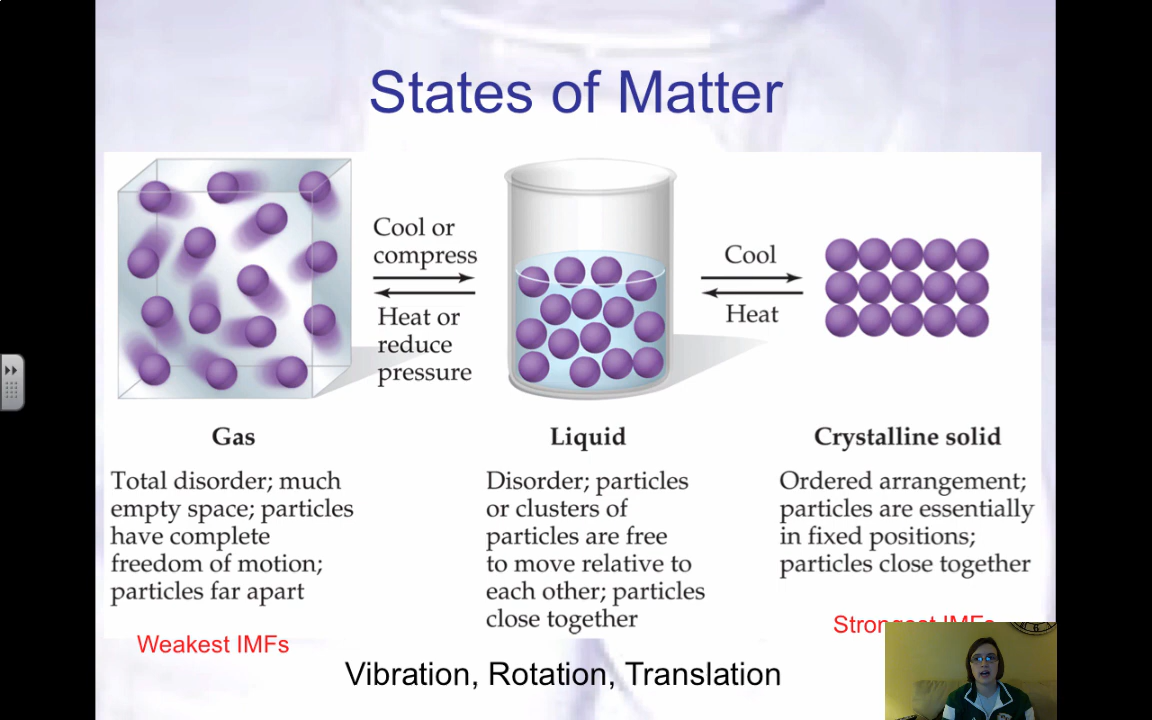 States of Matter
Cool or
compress
Heat or
reduce
pressure
Cool
Heat
Gas
Total disorder; much
empty space; particles
have complete
freedom of motion;
particles far apart
Liquid
Disorder; particles
or clusters of
particles are free
to move relative to
each other; particles
close together
Crystalline solid
Ordered arrangement;
particles are essentially
in fixed positions;
particles close together
Weakest IMFs
Strongest IMFs
Vibration, Rotation, Translation